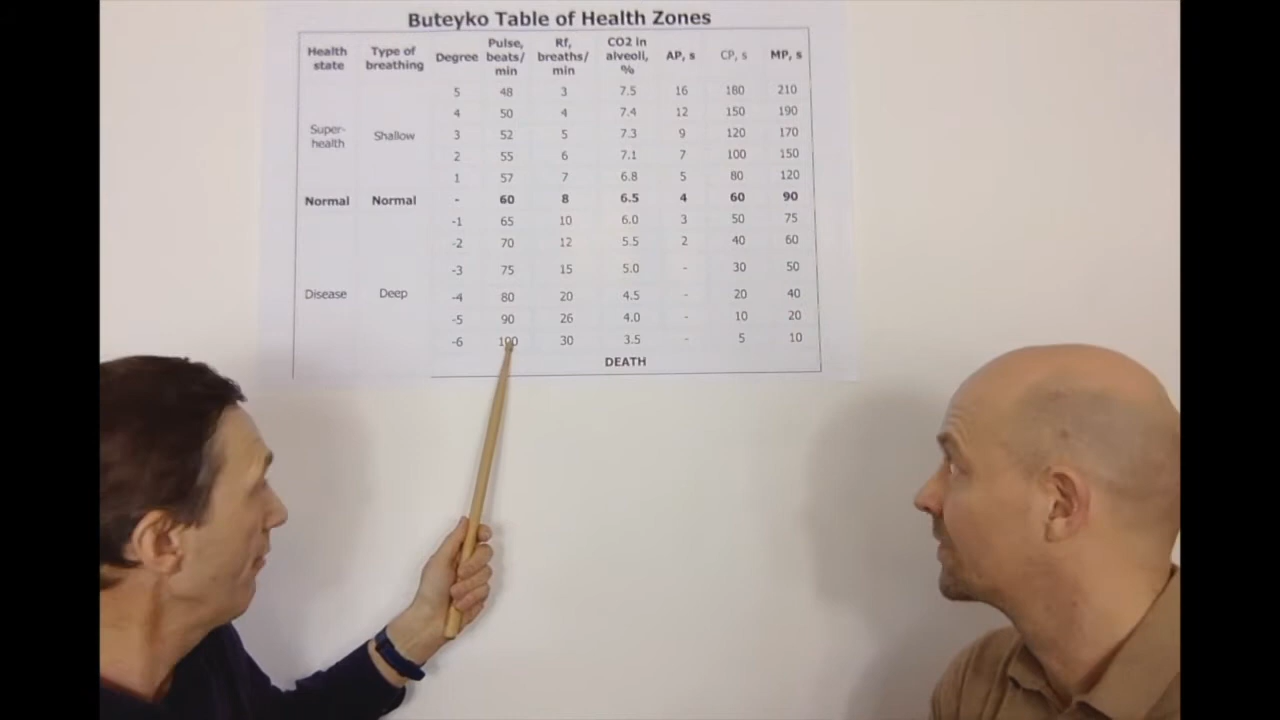 Buteyko Table of Health Zones
Health state Type of breathing Degree Pulse, beats/ min Rf, breaths/ min CO2 in alveoli, % AP, s CP, s MP, s
5 48 3 7.5 16 180 210
4 50 4 7.4 12 150 190
Super-health Shallow 3 52 5 7.3 9 120 170
2 55 6 7.1 7 100 150
1 57 7 6.8 5 80 120
Normal Normal - 60 8 6.5 4 60 90
-1 65 10 6.0 3 50 75
-2 70 12 5.5 2 40 60
-3 75 15 5.0 - 30 50
Disease Deep -4 80 20 4.5 - 20 40
-5 90 26 4.0 - 10 20
-6 100 30 3.5 - 5 10
DEATH